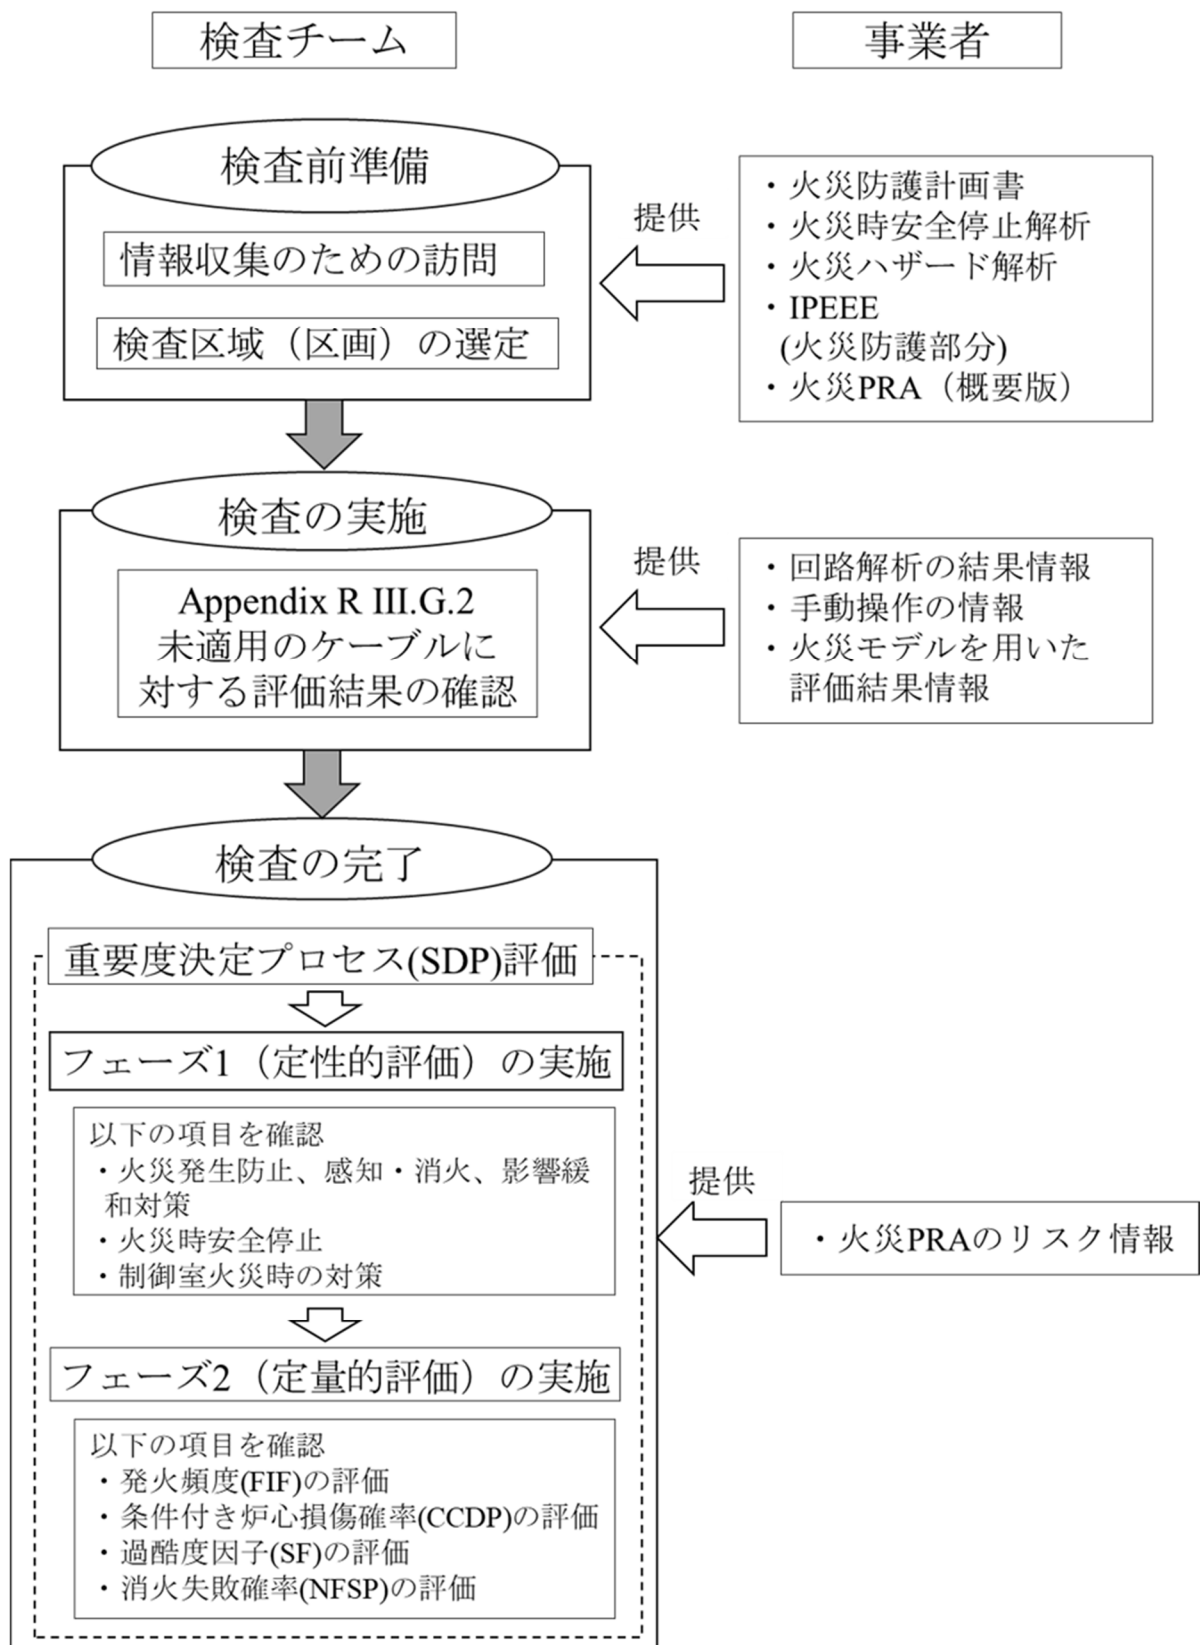 検査チーム
事業者
検査前準備
情報収集のための訪問
検査区域（区画）の選定
提供
・火災防護計画書
・火災時安全停止解析
・火災ハザード解析
・IPEEE
(火災防護部分)
・火災PRA（概要版）
検査の実施
Appendix R III.G.2
未適用のケーブルに
対する評価結果の確認
提供
・回路解析の結果情報
・手動操作の情報
・火災モデルを用いた
評価結果情報
検査の完了
重要度決定プロセス(SDP)評価
フェーズ1（定性的評価）の実施
以下の項目を確認
・火災発生防止、感知・消火、影響緩
和対策
・火災時安全停止
・制御室火災時の対策
提供
・火災PRAのリスク情報
フェーズ2（定量的評価）の実施
以下の項目を確認
・発火頻度(FIF)の評価
・条件付き炉心損傷確率(CCDP)の評価
・過酷度因子(SF)の評価
・消火失敗確率(NFSP)の評価